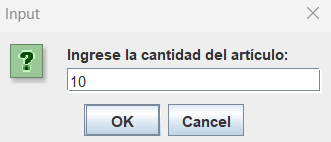 Input
Ingrese la cantidad del artículo:
10
OK Cancel